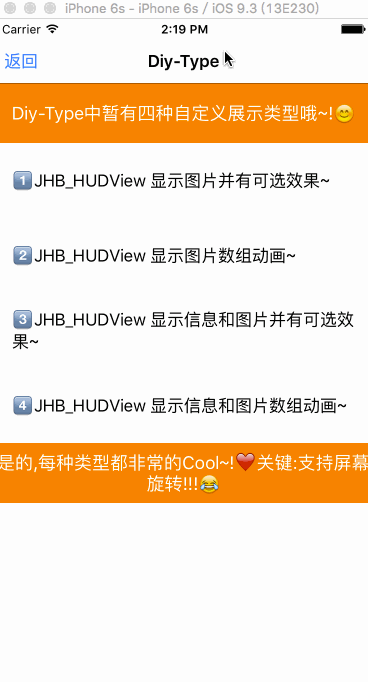 iPhone 6s - iPhone 6s / iOS 9.3 (13E230)
Carrier 2:19 PM
返回 Diy-Type
Diy-Type中暂有四种自定义展示类型哦~!😊
1️⃣JHB_HUDView 显示图片并有可选效果~
2️⃣JHB_HUDView 显示图片数组动画~
3️⃣JHB_HUDView 显示信息和图片并有可选效
果~
4️⃣JHB_HUDView 显示信息和图片数组动画~
是的,每种类型都非常的Cool~!❤️关键:支持屏幕
旋转!!!😂